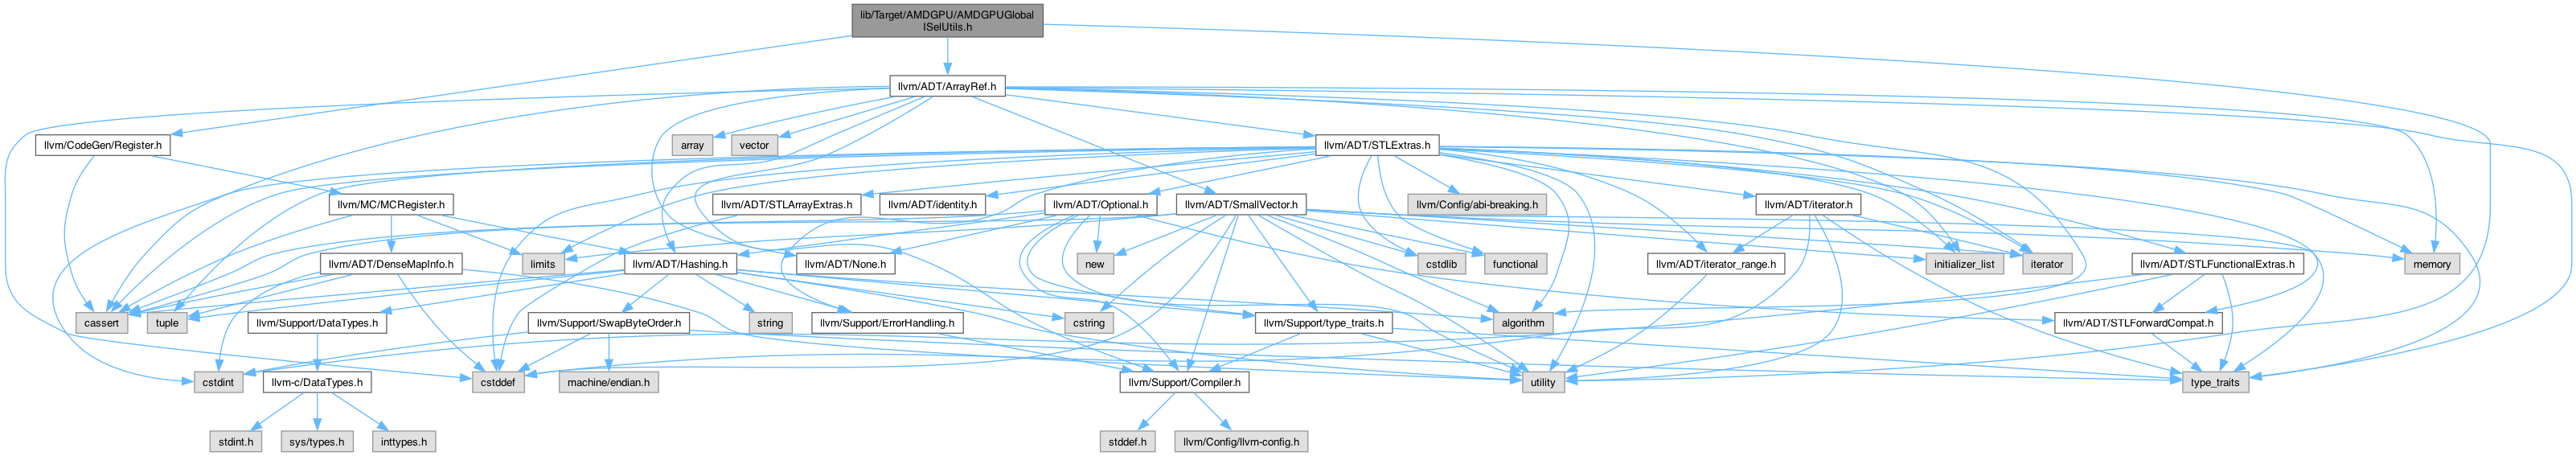 lib/Target/AMDGPU/AMDGPUGlobal
ISelUtils.h
llvm/ADT/ArrayRef.h
llvm/CodeGen/Register.h
array
vector
llvm/ADT/STLExtras.h
llvm/MC/MCRegister.h
llvm/ADT/STLArrayExtras.h
llvm/ADT/identity.h
llvm/ADT/Optional.h
llvm/ADT/SmallVector.h
llvm/Config/abi-breaking.h
llvm/ADT/iterator.h
llvm/ADT/DenseMapInfo.h
limits
llvm/ADT/Hashing.h
llvm/ADT/None.h
new
cstdlib
functional
llvm/ADT/iterator_range.h
initializer_list
iterator
llvm/ADT/STLFunctionalExtras.h
memory
cassert
tuple
llvm/Support/DataTypes.h
llvm/Support/SwapByteOrder.h
string
llvm/Support/ErrorHandling.h
cstring
llvm/Support/type_traits.h
algorithm
llvm/ADT/STLForwardCompat.h
cstdint
llvm-c/DataTypes.h
cstddef
machine/endian.h
llvm/Support/Compiler.h
utility
type_traits
stdint.h
sys/types.h
inttypes.h
stddef.h
llvm/Config/llvm-config.h